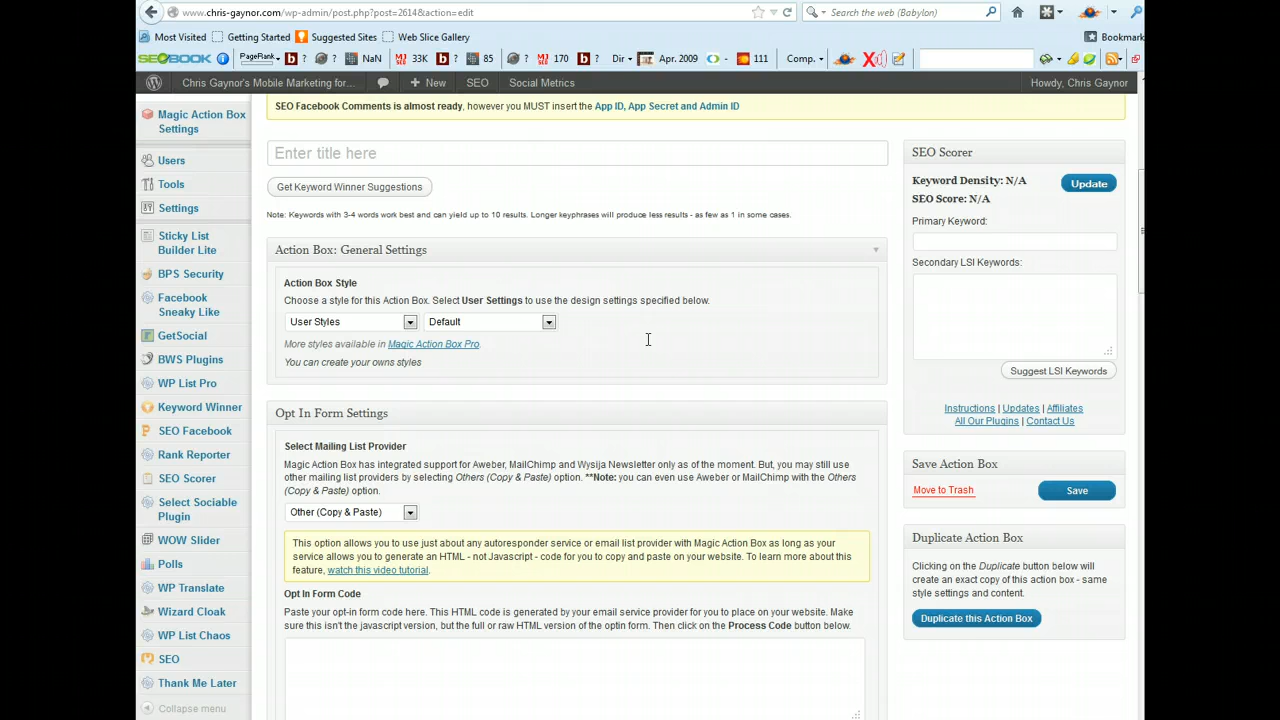 www.chris-gaynor.com/wp-admin/post.php?post=2614&action=edit
Search the web (Babylon)
Most Visited Getting Started Suggested Sites Web Slice Gallery
Bookmark
SEOBOOK PageRank ? ? NaN 33K ? 85 ? 170 ? Dir Apr. 2009 111 Comp.
Chris Gaynor's Mobile Marketing for... New SEO Social Metrics
Howdy, Chris Gaynor
Magic Action Box
Settings
Users
Tools
Settings
Sticky List
Builder Lite
BPS Security
Facebook
Sneaky Like
GetSocial
BWS Plugins
WP List Pro
Keyword Winner
SEO Facebook
Rank Reporter
SEO Scorer
Select Sociable
Plugin
WOW Slider
Polls
WP Translate
Wizard Cloak
WP List Chaos
SEO
Thank Me Later
Collapse menu
SEO Facebook Comments is almost ready, however you MUST insert the App ID, App Secret and Admin ID
Enter title here
Get Keyword Winner Suggestions
Note: Keywords with 3-4 words work best and can yield up to 10 results. Longer keyphrases will produce less results - as few as 1 in some cases.
Action Box: General Settings
Action Box Style
Choose a style for this Action Box. Select User Settings to use the design settings specified below.
User Styles Default
More styles available in Magic Action Box Pro.
You can create your owns styles
Opt In Form Settings
Select Mailing List Provider
Magic Action Box has integrated support for Aweber, MailChimp and Wysija Newsletter only as of the moment. But, you may still use
other mailing list providers by selecting Others (Copy & Paste) option. **Note: you can even use Aweber or MailChimp with the Others
(Copy & Paste) option.
Other (Copy & Paste)
This option allows you to use just about any autoresponder service or email list provider with Magic Action Box as long as your
service allows you to generate an HTML - not Javascript - code for you to copy and paste on your website. To learn more about this
feature, watch this video tutorial.
Opt In Form Code
Paste your opt-in form code here. This HTML code is generated by your email service provider for you to place on your website. Make
sure this isn't the javascript version, but the full or raw HTML version of the optin form. Then click on the Process Code button below.
SEO Scorer
Keyword Density: N/A
Update
SEO Score: N/A
Primary Keyword:
Secondary LSI Keywords:
Suggest LSI Keywords
Instructions | Updates | Affiliates
All Our Plugins | Contact Us
Save Action Box
Move to Trash Save
Duplicate Action Box
Clicking on the Duplicate button below will
create an exact copy of this action box - same
style settings and content.
Duplicate this Action Box